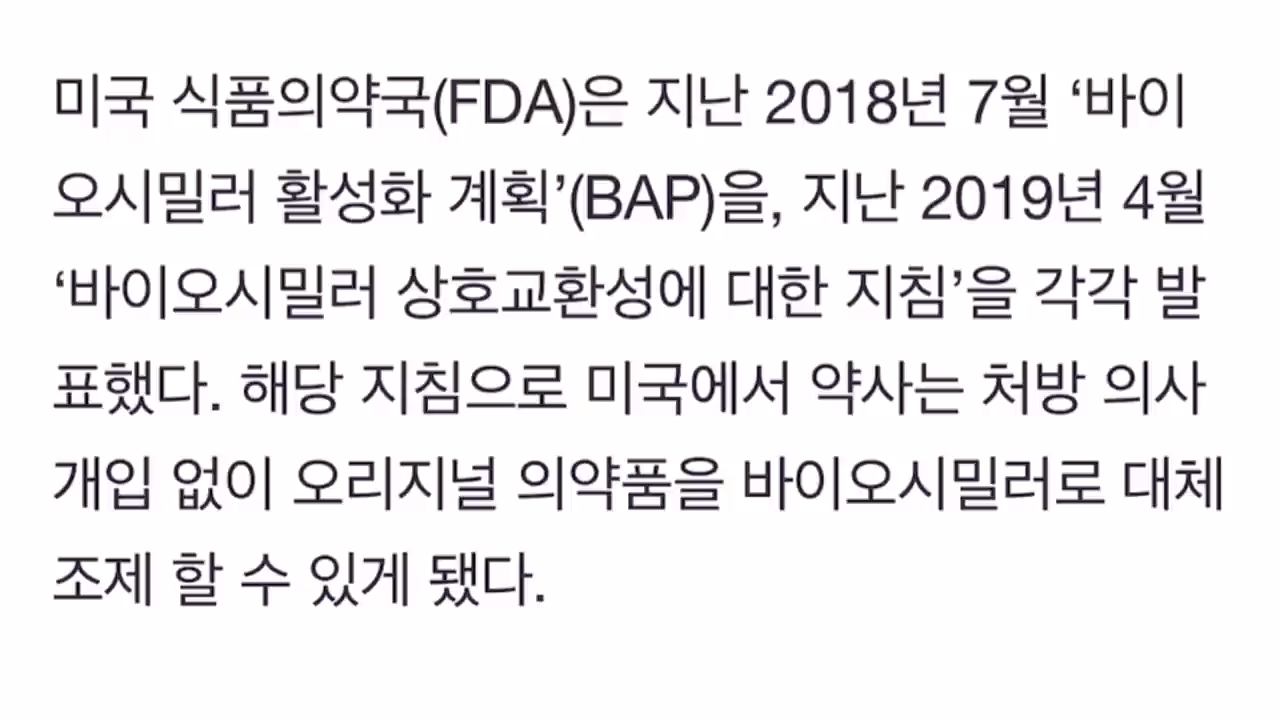 미국 식품의약국(FDA)은 지난 2018년 7월 ‘바이
오시밀러 활성화 계획’(BAP)을, 지난 2019년 4월
‘바이오시밀러 상호교환성에 대한 지침’을 각각 발
표했다. 해당 지침으로 미국에서 약사는 처방 의사
개입 없이 오리지널 의약품을 바이오시밀러로 대체
조제 할 수 있게 됐다.